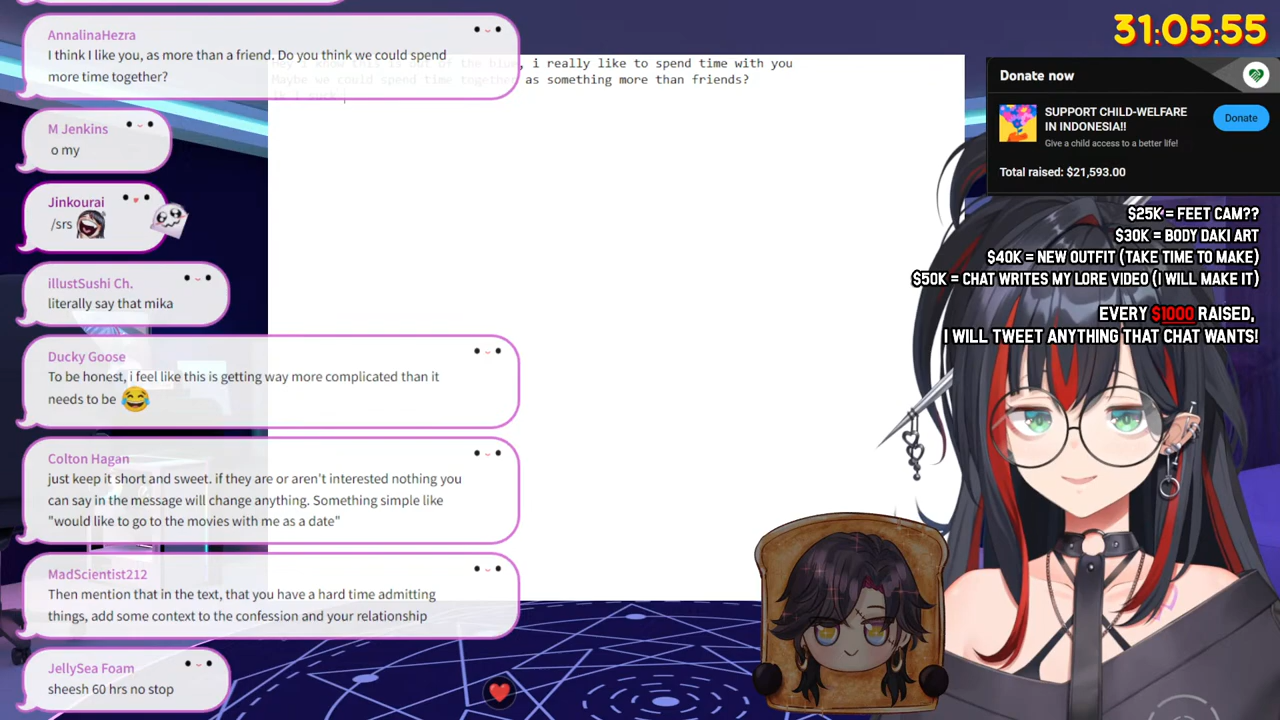 AnnalinaHezra
I think I like you, as more than a friend. Do you think we could spend
more time together?
M Jenkins
o my
Jinkourai
/srs
illustSushi Ch.
literally say that mika
Ducky Goose
To be honest, i feel like this is getting way more complicated than it
needs to be
Colton Hagan
just keep it short and sweet. if they are or aren't interested nothing you
can say in the message will change anything. Something simple like
"would like to go to the movies with me as a date"
MadScientist212
Then mention that in the text, that you have a hard time admitting
things, add some context to the confession and your relationship
JellySea Foam
sheesh 60 hrs no stop
, i really like to spend time with you
Maybe we could spend time together as something more than friends?
31:05:55
Donate now
SUPPORT CHILD-WELFARE
IN INDONESIA!!
Give a child access to a better life!
Donate
Total raised: $21,593.00
$25K = FEET CAM??
$30K = BODY DAKI ART
$40K = NEW OUTFIT (TAKE TIME TO MAKE)
$50K = CHAT WRITES MY LORE VIDEO (I WILL MAKE IT)
EVERY $1000 RAISED,
I WILL TWEET ANYTHING THAT CHAT WANTS!